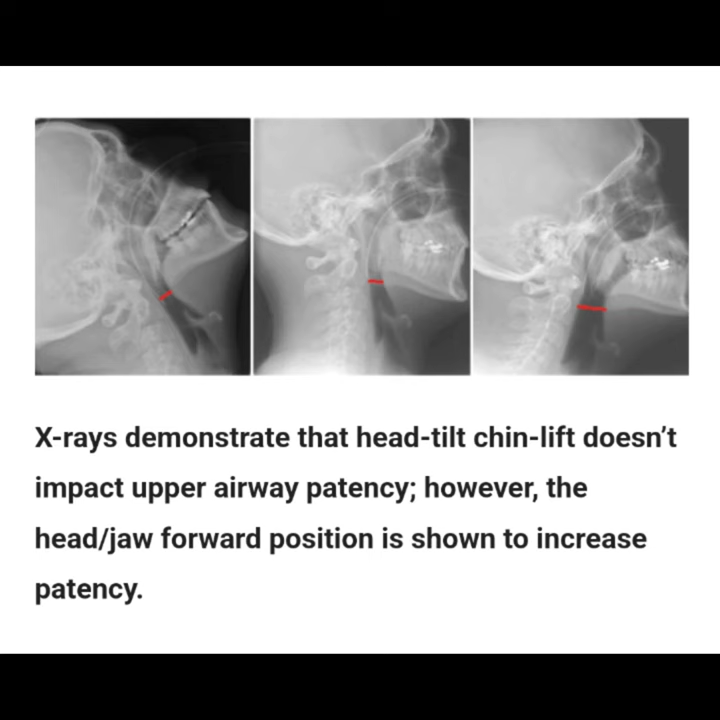 X-rays demonstrate that head-tilt chin-lift doesn’t
impact upper airway patency; however, the
head/jaw forward position is shown to increase
patency.